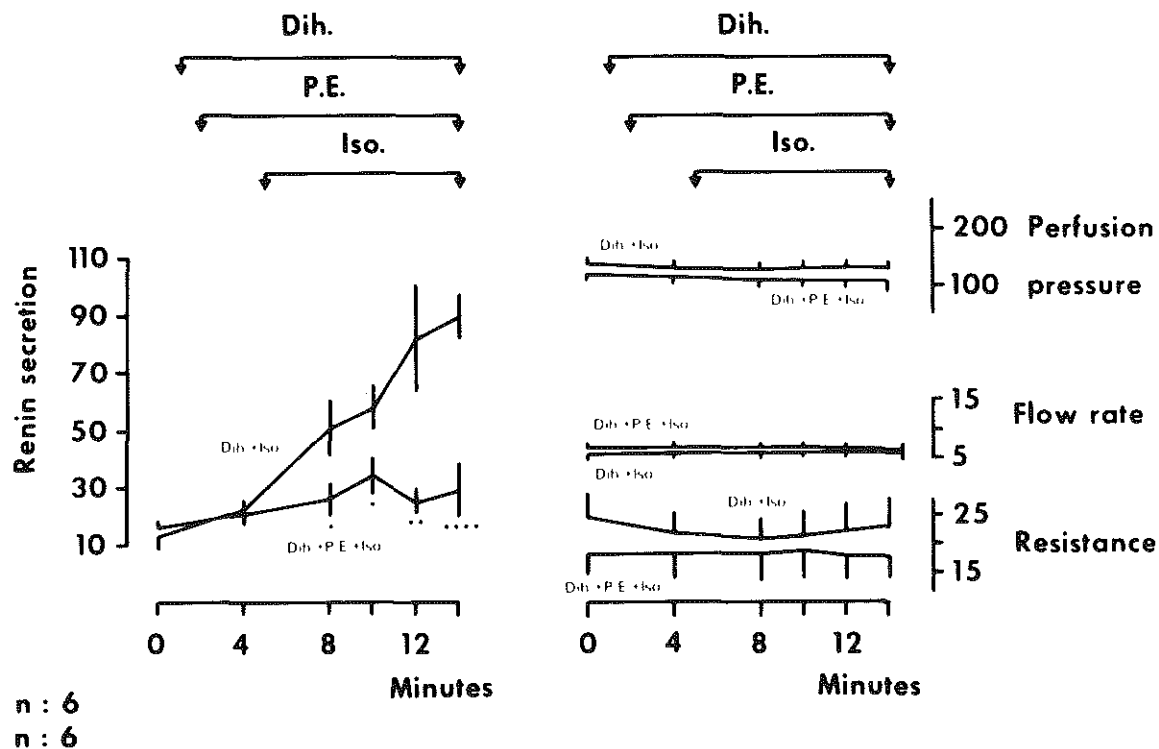 Dih.
P.E.
Iso.
Renin secretion
110
90
70
50
30
10
Dih +Iso
Dih +P E +Iso
0 4 8 12
Minutes
n : 6
n : 6
Dih.
P.E.
Iso.
Dih +Iso
Dih +P E +Iso
200 Perfusion
100 pressure
Dih +P E +Iso
Dih +Iso
15
Flow rate
5
Dih +Iso
Dih +P E +Iso
25
Resistance
15
0 4 8 12
Minutes